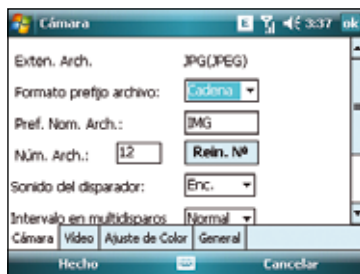 Cámara E 3:37 ok
Exten. Arch. JPG(JPEG)
Formato prefijo archivo: Cadena
Pref. Nom. Arch.: IMG
Núm. Arch.: 12 Rein. Nº
Sonido del disparador: Enc.
Intervalo en multidisparos Normal
Cámara Vídeo Ajuste de Color General
Hecho Cancelar